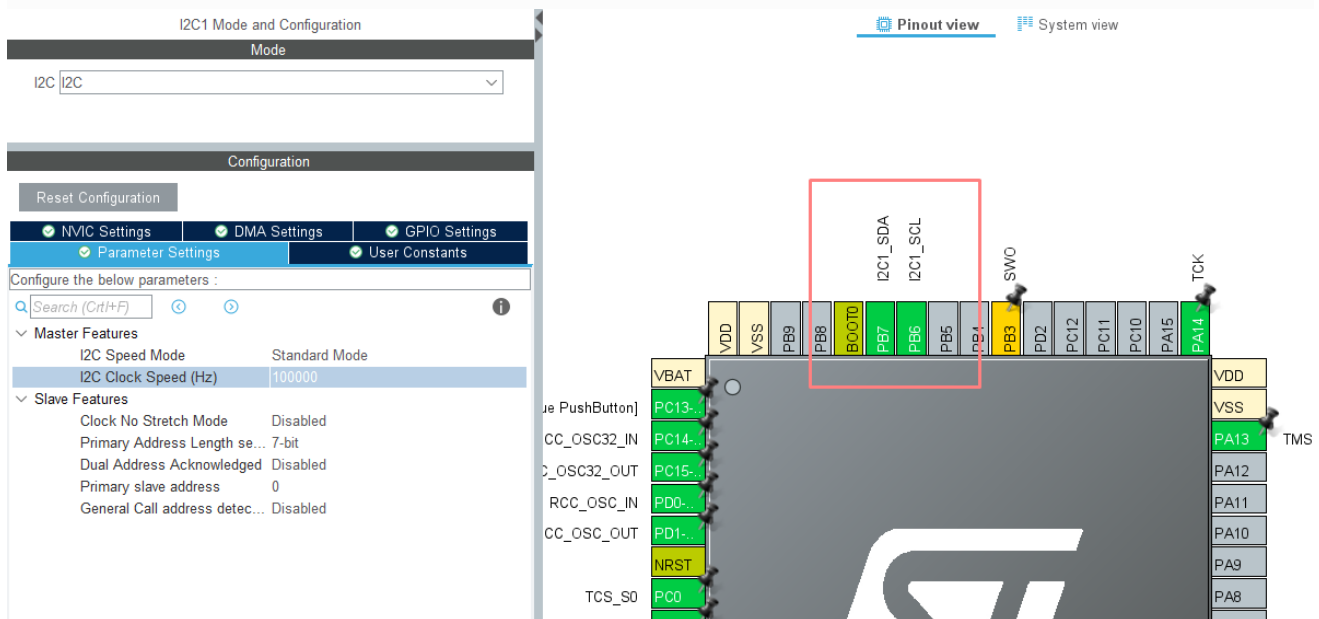 I2C1 Mode and Configuration
Mode
I2C I2C
Configuration
Reset Configuration
NVIC Settings
DMA Settings
GPIO Settings
Parameter Settings
User Constants
Configure the below parameters :
Search (CrtI+F)
Master Features
I2C Speed Mode Standard Mode
I2C Clock Speed (Hz) 100000
Slave Features
Clock No Stretch Mode Disabled
Primary Address Length se... 7-bit
Dual Address Acknowledged Disabled
Primary slave address 0
General Call address detec... Disabled
Pinout view
System view
I2C1_SDA
I2C1_SCL
SWO
TCK
VDD
VSS
PB9
PB8
BOOT0
PB7
PB6
PB5
PB4
PB3
PD2
PC12
PC11
PC10
PA15
PA14
VBAT
ue PushButton] PC13-..
CC_OSC32_IN PC14-..
C_OSC32_OUT PC15-..
RCC_OSC_IN PD0-..
CC_OSC_OUT PD1-..
NRST
TCS_S0 PC0
VDD
VSS
PA13 TMS
PA12
PA11
PA10
PA9
PA8